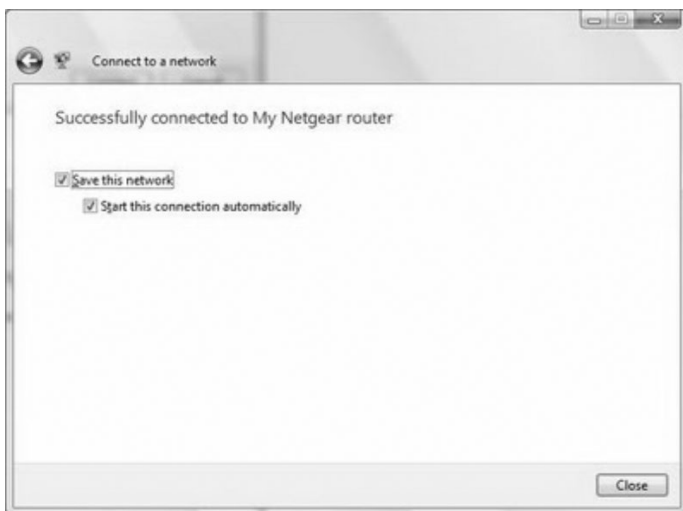 Connect to a network
Successfully connected to My Netgear router
Save this network
Start this connection automatically
Close